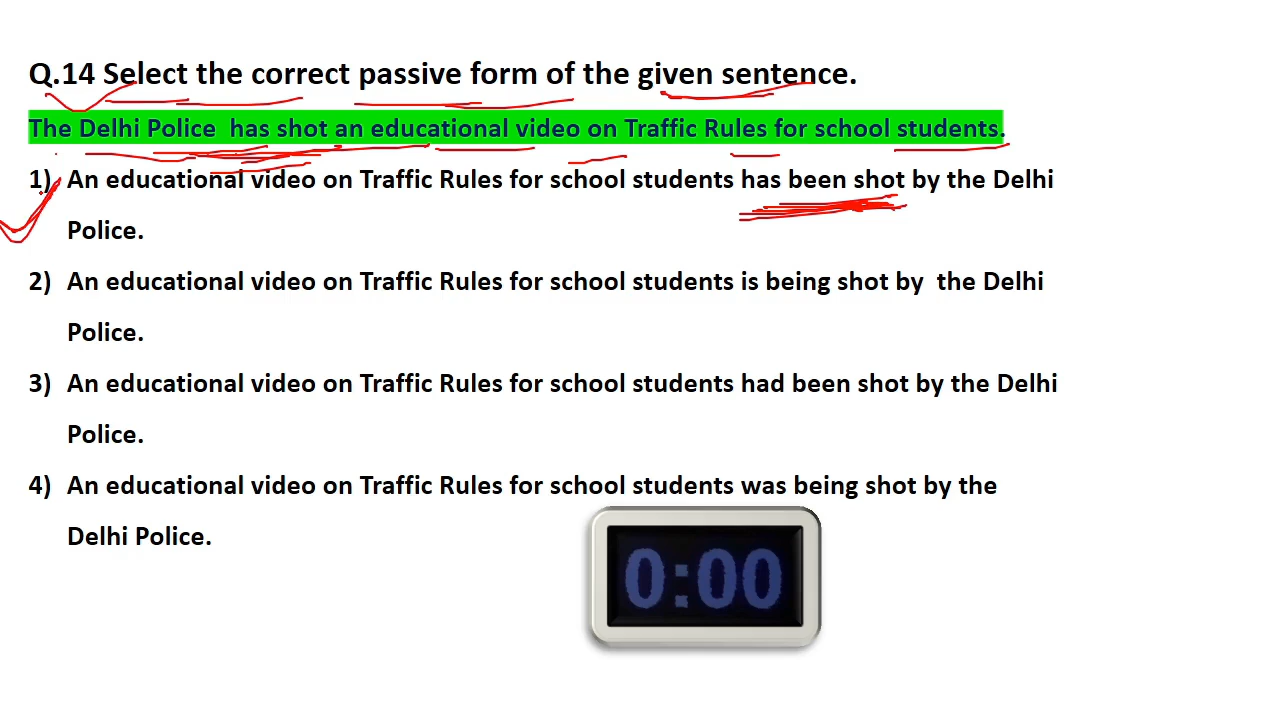 Q.14 Select the correct passive form of the given sentence.
The Delhi Police has shot an educational video on Traffic Rules for school students.
1) An educational video on Traffic Rules for school students has been shot by the Delhi
Police.
2) An educational video on Traffic Rules for school students is being shot by the Delhi
Police.
3) An educational video on Traffic Rules for school students had been shot by the Delhi
Police.
4) An educational video on Traffic Rules for school students was being shot by the
Delhi Police.
0:00